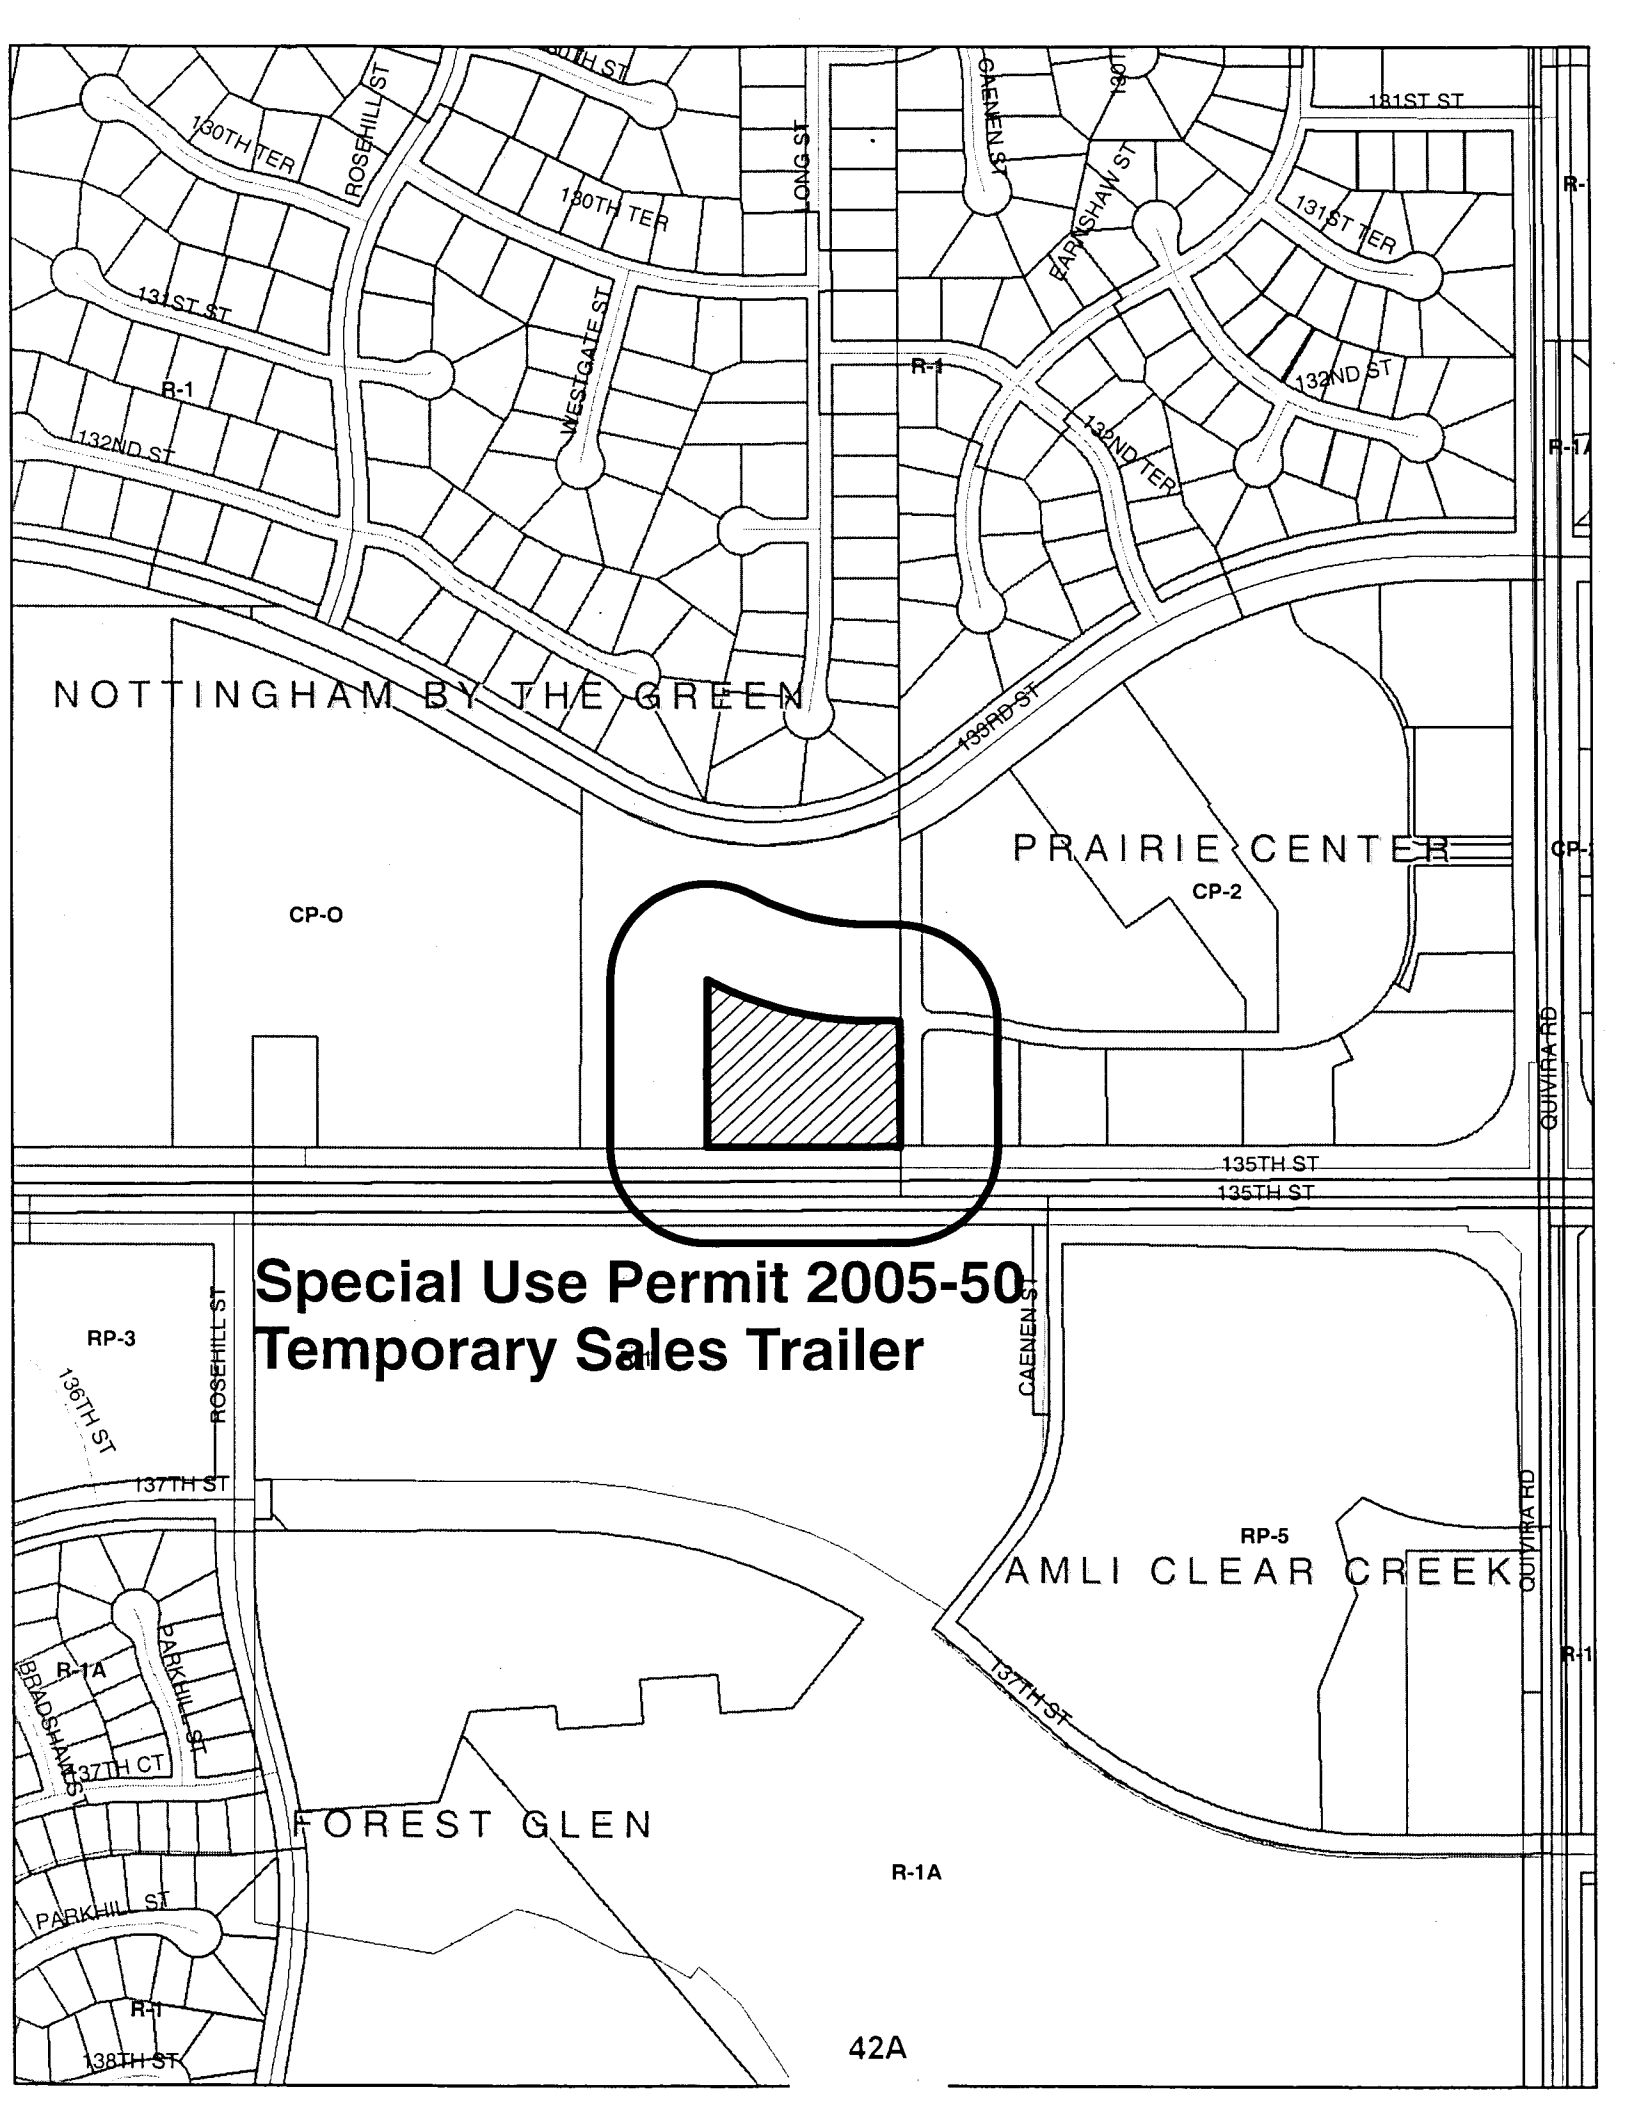 130TH TER
ROSEHILL ST
LONG ST
CAENEN ST
131ST ST
130TH TER
EARNSHAW ST
131ST TER
131ST ST
WESTGATE ST
R-1
R-1
132ND ST
132ND ST
132ND TER
R-1A
NOTTINGHAM BY THE GREEN
133RD ST
PRAIRIE CENTER
CP-2
CP-O
QUIVIRA RD
135TH ST
135TH ST
Special Use Permit 2005-50
Temporary Sales Trailer
RP-3
ROSEHILL ST
CAENEN ST
136TH ST
137TH ST
QUIVIRA RD
RP-5
AMLI CLEAR CREEK
R-1A
PARKHILL ST
BRADSHAW ST
R-1
137TH ST
137TH CT
FOREST GLEN
R-1A
PARKHILL ST
R-1
138TH ST
42A